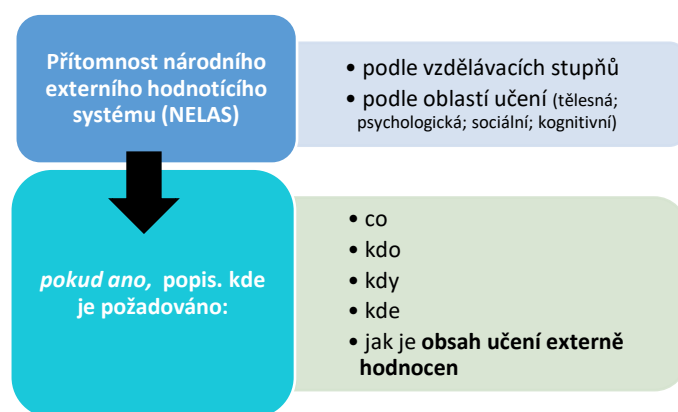 Přítomnost národního
externího hodnotícího
systému (NELAS)
• podle vzdělávacích stupňů
• podle oblastí učení (tělesná;
psychologická; sociální; kognitivní)
pokud ano, popis. kde
je požadováno:
• co
• kdo
• kdy
• kde
• jak je obsah učení externě
hodnocen